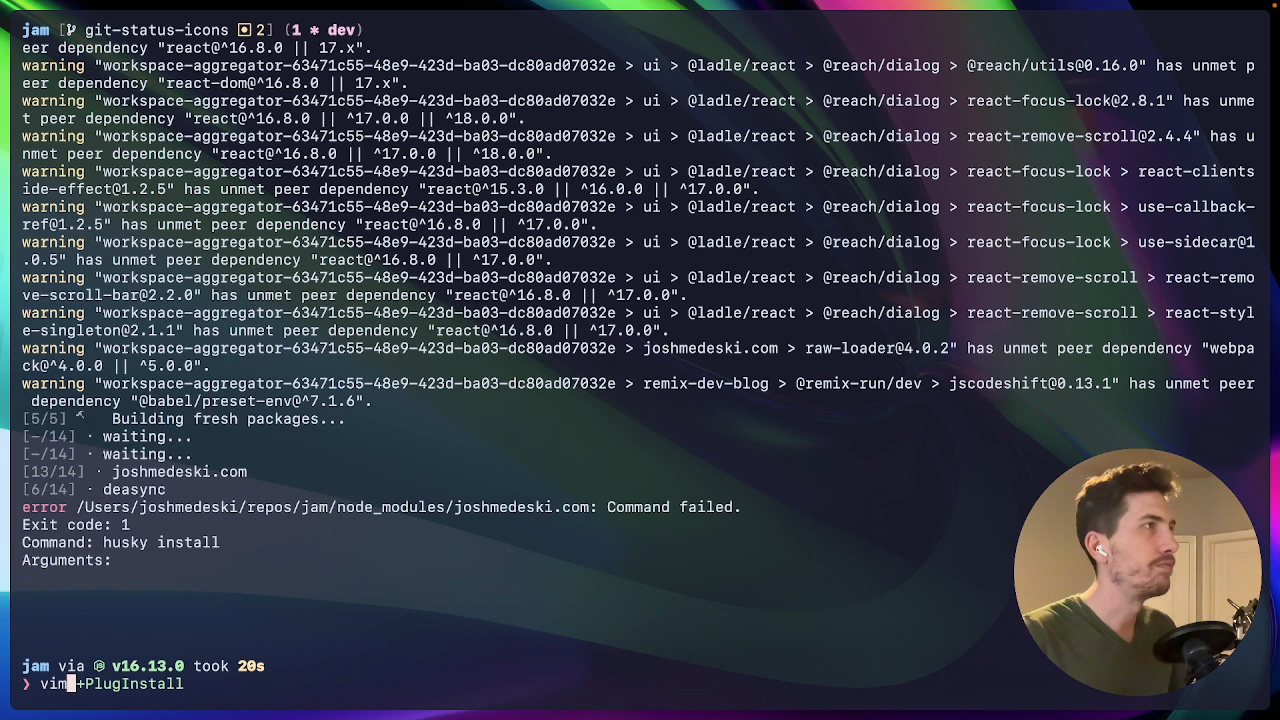 jam [ git-status-icons 2] (1 * dev)
eer dependency "react@^16.8.0 || 17.x".
warning "workspace-aggregator-63471c55-48e9-423d-ba03-dc80ad07032e > ui > @ladle/react > @reach/dialog > @reach/utils@0.16.0" has unmet p
eer dependency "react-dom@^16.8.0 || 17.x".
warning "workspace-aggregator-63471c55-48e9-423d-ba03-dc80ad07032e > ui > @ladle/react > @reach/dialog > react-focus-lock@2.8.1" has unme
t peer dependency "react@^16.8.0 || ^17.0.0 || ^18.0.0".
warning "workspace-aggregator-63471c55-48e9-423d-ba03-dc80ad07032e > ui > @ladle/react > @reach/dialog > react-remove-scroll@2.4.4" has u
nmet peer dependency "react@^16.8.0 || ^17.0.0 || ^18.0.0".
warning "workspace-aggregator-63471c55-48e9-423d-ba03-dc80ad07032e > ui > @ladle/react > @reach/dialog > react-focus-lock > react-clients
ide-effect@1.2.5" has unmet peer dependency "react@^15.3.0 || ^16.0.0 || ^17.0.0".
warning "workspace-aggregator-63471c55-48e9-423d-ba03-dc80ad07032e > ui > @ladle/react > @reach/dialog > react-focus-lock > use-callback-
ref@1.2.5" has unmet peer dependency "react@^16.8.0 || ^17.0.0".
warning "workspace-aggregator-63471c55-48e9-423d-ba03-dc80ad07032e > ui > @ladle/react > @reach/dialog > react-focus-lock > use-sidecar@1
.0.5" has unmet peer dependency "react@^16.8.0 || ^17.0.0".
warning "workspace-aggregator-63471c55-48e9-423d-ba03-dc80ad07032e > ui > @ladle/react > @reach/dialog > react-remove-scroll > react-remo
ve-scroll-bar@2.2.0" has unmet peer dependency "react@^16.8.0 || ^17.0.0".
warning "workspace-aggregator-63471c55-48e9-423d-ba03-dc80ad07032e > ui > @ladle/react > @reach/dialog > react-remove-scroll > react-styl
e-singleton@2.1.1" has unmet peer dependency "react@^16.8.0 || ^17.0.0".
warning "workspace-aggregator-63471c55-48e9-423d-ba03-dc80ad07032e > joshmedeski.com > raw-loader@4.0.2" has unmet peer dependency "webpa
ck@^4.0.0 || ^5.0.0".
warning "workspace-aggregator-63471c55-48e9-423d-ba03-dc80ad07032e > remix-dev-blog > @remix-run/dev > jscodeshift@0.13.1" has unmet peer
 dependency "@babel/preset-env@^7.1.6".
[5/5] 🔨 Building fresh packages...
[-/14] · waiting...
[-/14] · waiting...
[13/14] · joshmedeski.com
[6/14] · deasync
error /Users/joshmedeski/repos/jam/node_modules/joshmedeski.com: Command failed.
Exit code: 1
Command: husky install
Arguments:
jam via v16.13.0 took 20s
❯ vim +PlugInstall